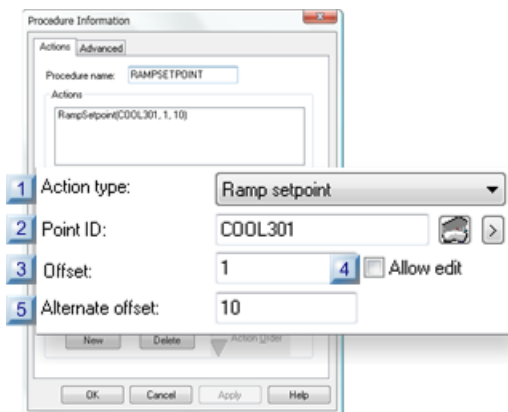 Procedure Information
Actions Advanced
Procedure name: RAMPSETPOINT
Actions
RampSetpoint(COOL301, 1, 10)
1 Action type: Ramp setpoint
2 Point ID: COOL301 >
3 Offset: 1 4 Allow edit
5 Alternate offset: 10
New Delete Action Order
OK Cancel Apply Help